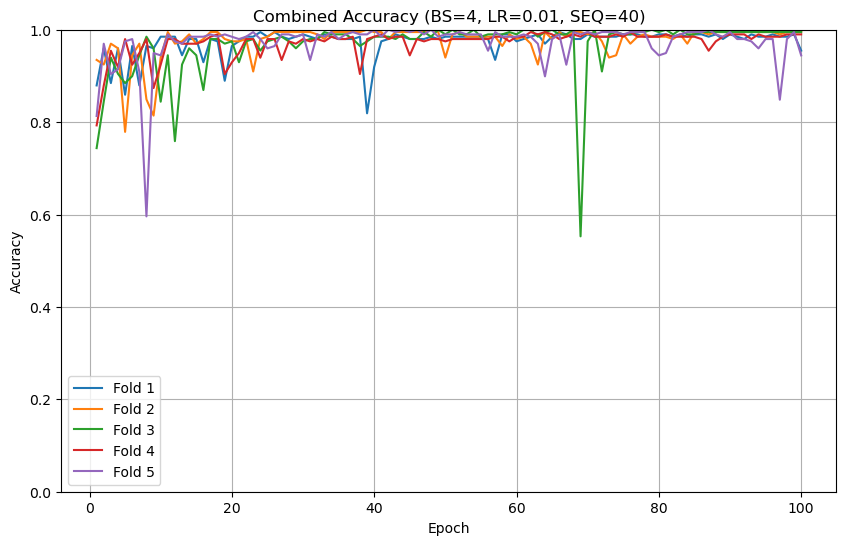 Combined Accuracy (BS=4, LR=0.01, SEQ=40)
1.0
0.8
0.6
0.4
0.2
0.0
Accuracy
Fold 1
Fold 2
Fold 3
Fold 4
Fold 5
0 20 40 60 80 100
Epoch